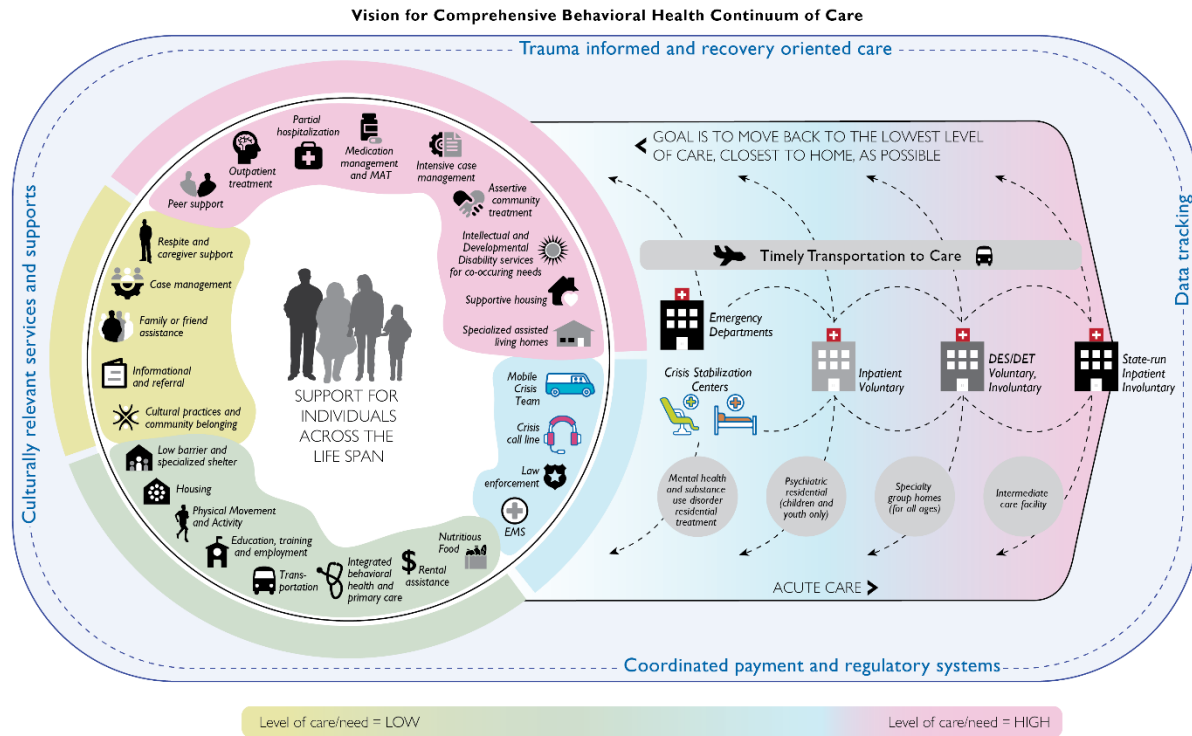 Vision for Comprehensive Behavioral Health Continuum of Care
Trauma informed and recovery oriented care
Culturally relevant services and supports
Data tracking
Coordinated payment and regulatory systems
Peer support
Outpatient
treatment
Partial
hospitalization
Medication
management
and MAT
Intensive case
management
Assertive
community
treatment
Intellectual and
Developmental
Disability services
for co-occuring needs
Supportive housing
Specialized assisted
living homes
Respite and
caregiver support
Case management
Family or friend
assistance
Informational
and referral
Cultural practices and
community belonging
SUPPORT FOR
INDIVIDUALS
ACROSS THE
LIFE SPAN
Mobile
Crisis
Team
Crisis
call line
Law
enforcement
EMS
Low barrier and
specialized shelter
Housing
Physical Movement
and Activity
Education, training
and employment
Trans-
portation
Integrated
behavioral
health and
primary care
$
Rental
assistance
Nutritious
Food
< GOAL IS TO MOVE BACK TO THE LOWEST LEVEL
OF CARE, CLOSEST TO HOME, AS POSSIBLE
Timely Transportation to Care
Emergency
Departments
Crisis Stabilization
Centers
Inpatient
Voluntary
DES/DET
Voluntary,
Involuntary
State-run
Inpatient
Involuntary
Mental health
and substance
use disorder
residential
treatment
Psychiatric
residential
(children and
youth only)
Specialty
group homes
(for all ages)
Intermediate
care facility
ACUTE CARE >
Level of care/need = LOW
Level of care/need = HIGH